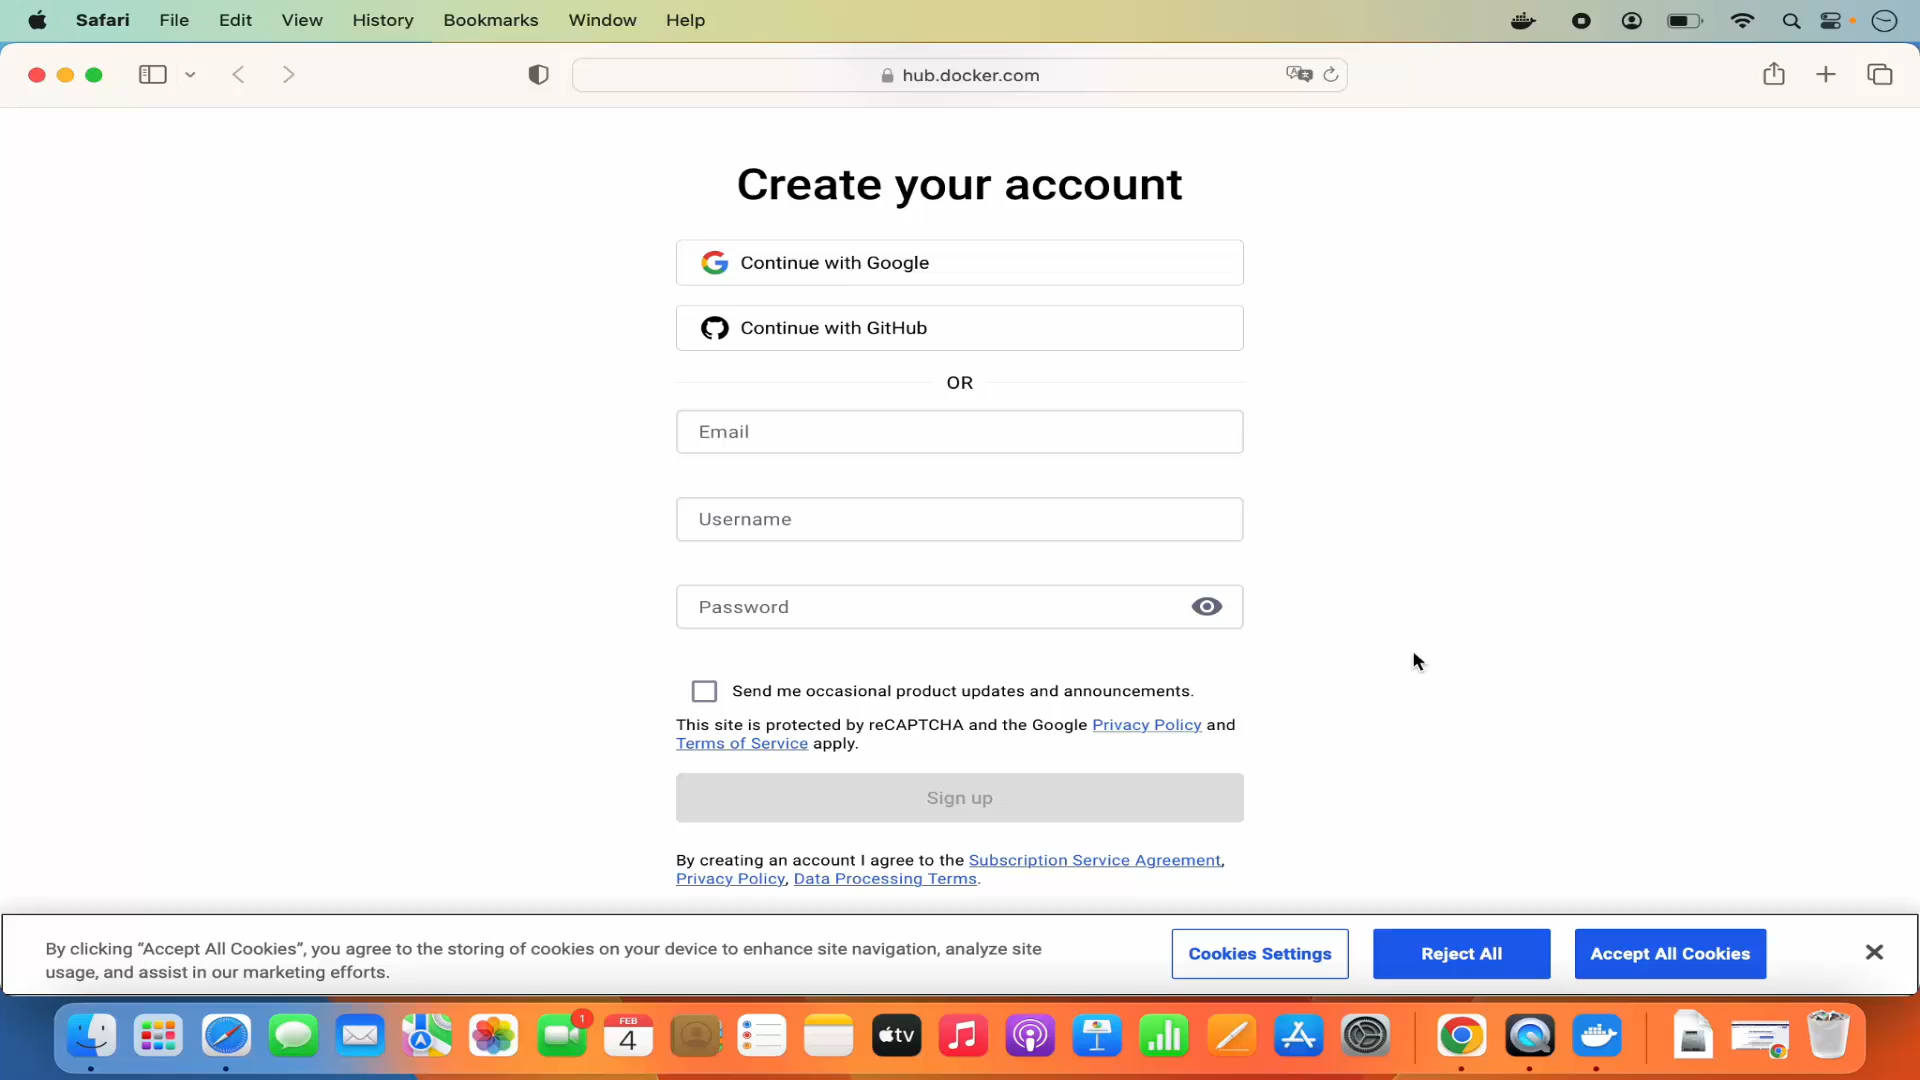 Safari File Edit View History Bookmarks Window Help
hub.docker.com
Create your account
Continue with Google
Continue with GitHub
OR
Email
Username
Password
Send me occasional product updates and announcements.
This site is protected by reCAPTCHA and the Google Privacy Policy and
Terms of Service apply.
Sign up
By creating an account I agree to the Subscription Service Agreement,
Privacy Policy, Data Processing Terms.
By clicking “Accept All Cookies”, you agree to the storing of cookies on your device to enhance site navigation, analyze site
usage, and assist in our marketing efforts.
Cookies Settings
Reject All
Accept All Cookies
1
FEB
4
tv